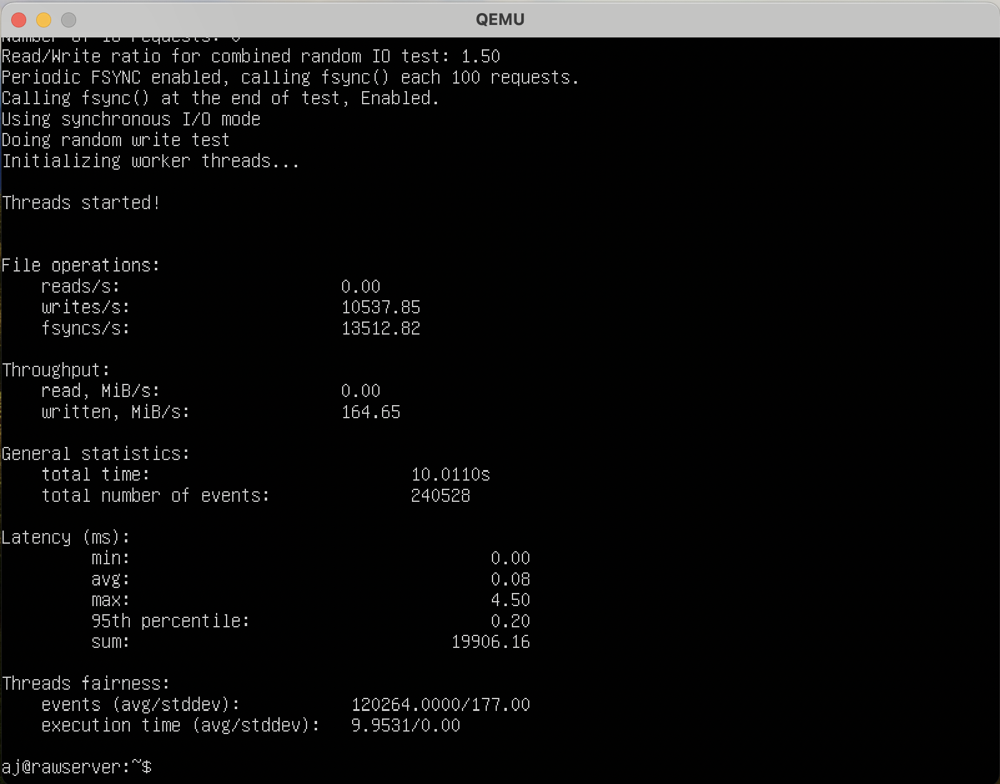 QEMU
Number of IO requests: 0
Read/Write ratio for combined random IO test: 1.50
Periodic FSYNC enabled, calling fsync() each 100 requests.
Calling fsync() at the end of test, Enabled.
Using synchronous I/O mode
Doing random write test
Initializing worker threads...
Threads started!
File operations:
reads/s: 0.00
writes/s: 10537.85
fsyncs/s: 13512.82
Throughput:
read, MiB/s: 0.00
written, MiB/s: 164.65
General statistics:
total time: 10.0110s
total number of events: 240528
Latency (ms):
min: 0.00
avg: 0.08
max: 4.50
95th percentile: 0.20
sum: 19906.16
Threads fairness:
events (avg/stddev): 120264.0000/177.00
execution time (avg/stddev): 9.9531/0.00
aj@rawserver:~$